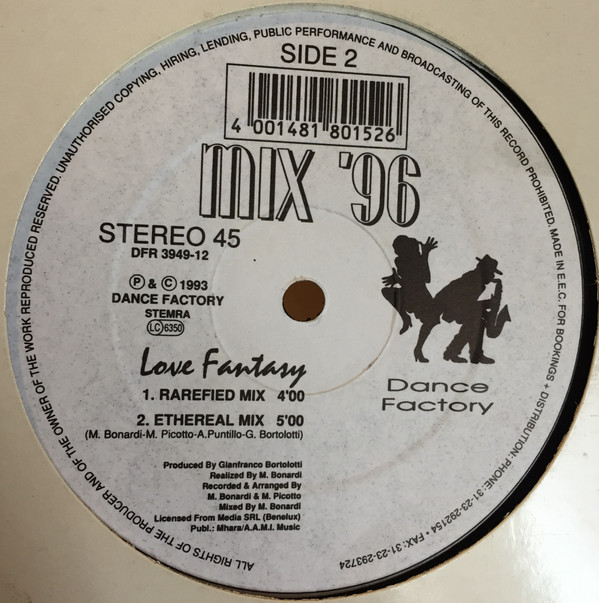 ALL RIGHTS OF THE PRODUCER AND OF THE OWNER OF THE WORK REPRODUCED RESERVED. UNAUTHORISED COPYING, HIRING, LENDING, PUBLIC PERFORMANCE AND BROADCASTING OF THIS RECORD PROHIBITED. MADE IN E.E.C. FOR BOOKINGS + DISTRIBUTION: PHONE: 31-23-292154 • FAX: 31-23-293724
SIDE 2
4 001481 801526
MIX '96
STEREO 45
DFR 3949-12
Ⓟ & © 1993
DANCE FACTORY
STEMRA
LC 6350
Love Fantasy
1. RAREFIED MIX 4'00
2. ETHEREAL MIX 5'00
(M. Bonardi-M. Picotto-A.Puntillo-G. Bortolotti)
Produced By Gianfranco Bortolotti
Realized By M. Bonardi
Recorded & Arranged By
M. Bonardi & M. Picotto
Mixed By M. Bonardi
Licensed From Media SRL (Benelux)
Publ.: Mhara/A.A.M.I. Music
Dance
Factory